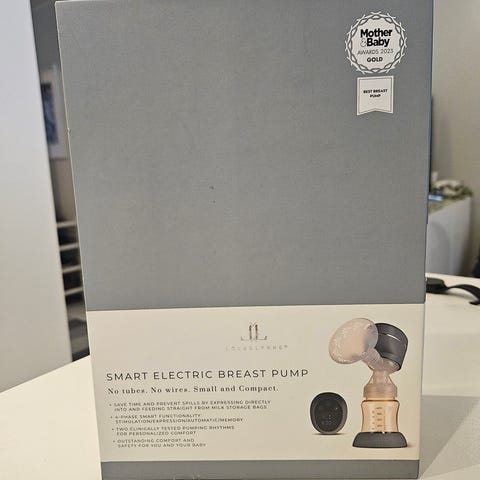 Mother
&Baby
AWARDS 2023
GOLD
BEST BREAST
PUMP
SMART ELECTRIC BREAST PUMP
No tubes. No wires. Small and Compact.
• SAVE TIME AND PREVENT SPILLS BY EXPRESSING DIRECTLY
INTO AND FEEDING STRAIGHT FROM MILK STORAGE BAGS
• 4-PHASE SMART FUNCTIONALITY:
STIMULATION/EXPRESSION/AUTOMATIC/MEMORY
• TWO CLINICALLY TESTED PUMPING RHYTHMS
FOR PERSONALIZED COMFORT
• OUTSTANDING COMFORT AND
SAFETY FOR YOU AND YOUR BABY